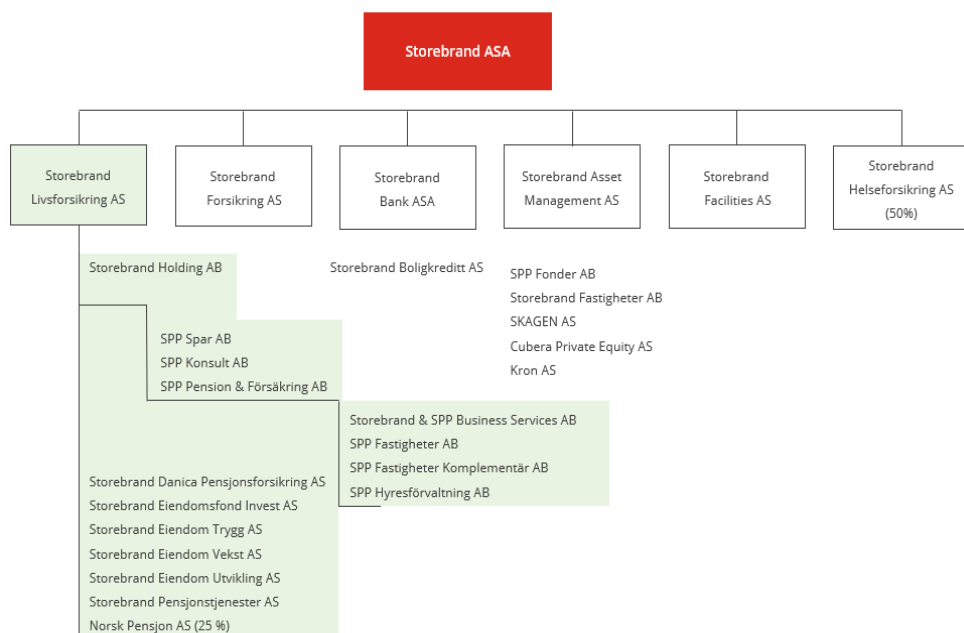 Storebrand ASA
Storebrand
Livsforsikring AS
Storebrand
Forsikring AS
Storebrand
Bank ASA
Storebrand Asset
Management AS
Storebrand
Facilities AS
Storebrand
Helseforsikring AS
(50%)
Storebrand Holding AB
SPP Spar AB
SPP Konsult AB
SPP Pension & Försäkring AB
Storebrand & SPP Business Services AB
SPP Fastigheter AB
SPP Fastigheter Komplementär AB
SPP Hyresförvaltning AB
Storebrand Danica Pensjonsforsikring AS
Storebrand Eiendomsfond Invest AS
Storebrand Eiendom Trygg AS
Storebrand Eiendom Vekst AS
Storebrand Eiendom Utvikling AS
Storebrand Pensjonstjenester AS
Norsk Pensjon AS (25 %)
Storebrand Boligkreditt AS
SPP Fonder AB
Storebrand Fastigheter AB
SKAGEN AS
Cubera Private Equity AS
Kron AS